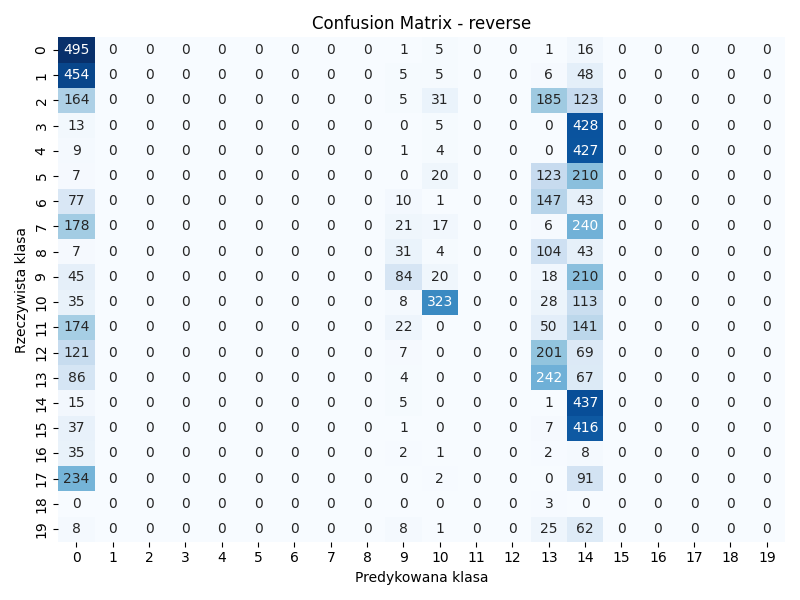 Confusion Matrix - reverse
Rzeczywista klasa
0 495 0 0 0 0 0 0 0 0 1 5 0 0 1 16 0 0 0 0 0
1 454 0 0 0 0 0 0 0 0 5 5 0 0 6 48 0 0 0 0 0
2 164 0 0 0 0 0 0 0 0 5 31 0 0 185 123 0 0 0 0 0
3 13 0 0 0 0 0 0 0 0 0 5 0 0 0 428 0 0 0 0 0
4 9 0 0 0 0 0 0 0 0 1 4 0 0 0 427 0 0 0 0 0
5 7 0 0 0 0 0 0 0 0 0 20 0 0 123 210 0 0 0 0 0
6 77 0 0 0 0 0 0 0 0 10 1 0 0 147 43 0 0 0 0 0
7 178 0 0 0 0 0 0 0 0 21 17 0 0 6 240 0 0 0 0 0
8 7 0 0 0 0 0 0 0 0 31 4 0 0 104 43 0 0 0 0 0
9 45 0 0 0 0 0 0 0 0 84 20 0 0 18 210 0 0 0 0 0
10 35 0 0 0 0 0 0 0 0 8 323 0 0 28 113 0 0 0 0 0
11 174 0 0 0 0 0 0 0 0 22 0 0 0 50 141 0 0 0 0 0
12 121 0 0 0 0 0 0 0 0 7 0 0 0 201 69 0 0 0 0 0
13 86 0 0 0 0 0 0 0 0 4 0 0 0 242 67 0 0 0 0 0
14 15 0 0 0 0 0 0 0 0 5 0 0 0 1 437 0 0 0 0 0
15 37 0 0 0 0 0 0 0 0 1 0 0 0 7 416 0 0 0 0 0
16 35 0 0 0 0 0 0 0 0 2 1 0 0 2 8 0 0 0 0 0
17 234 0 0 0 0 0 0 0 0 0 2 0 0 0 91 0 0 0 0 0
18 0 0 0 0 0 0 0 0 0 0 0 0 0 3 0 0 0 0 0 0
19 8 0 0 0 0 0 0 0 0 8 1 0 0 25 62 0 0 0 0 0
0 1 2 3 4 5 6 7 8 9 10 11 12 13 14 15 16 17 18 19
Predykowana klasa